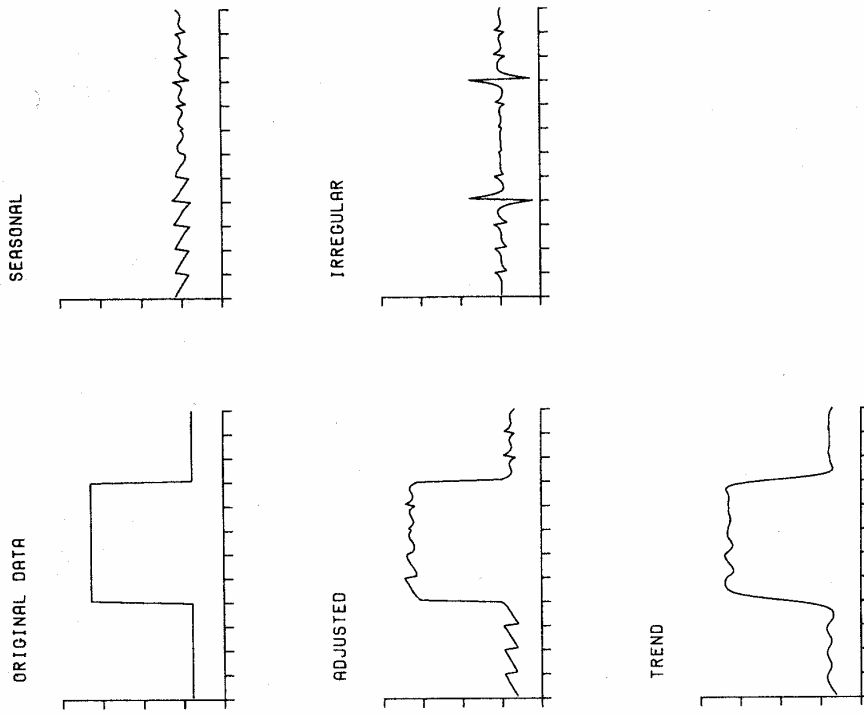 ORIGINAL DATA
SEASONAL
ADJUSTED
IRREGULAR
TREND